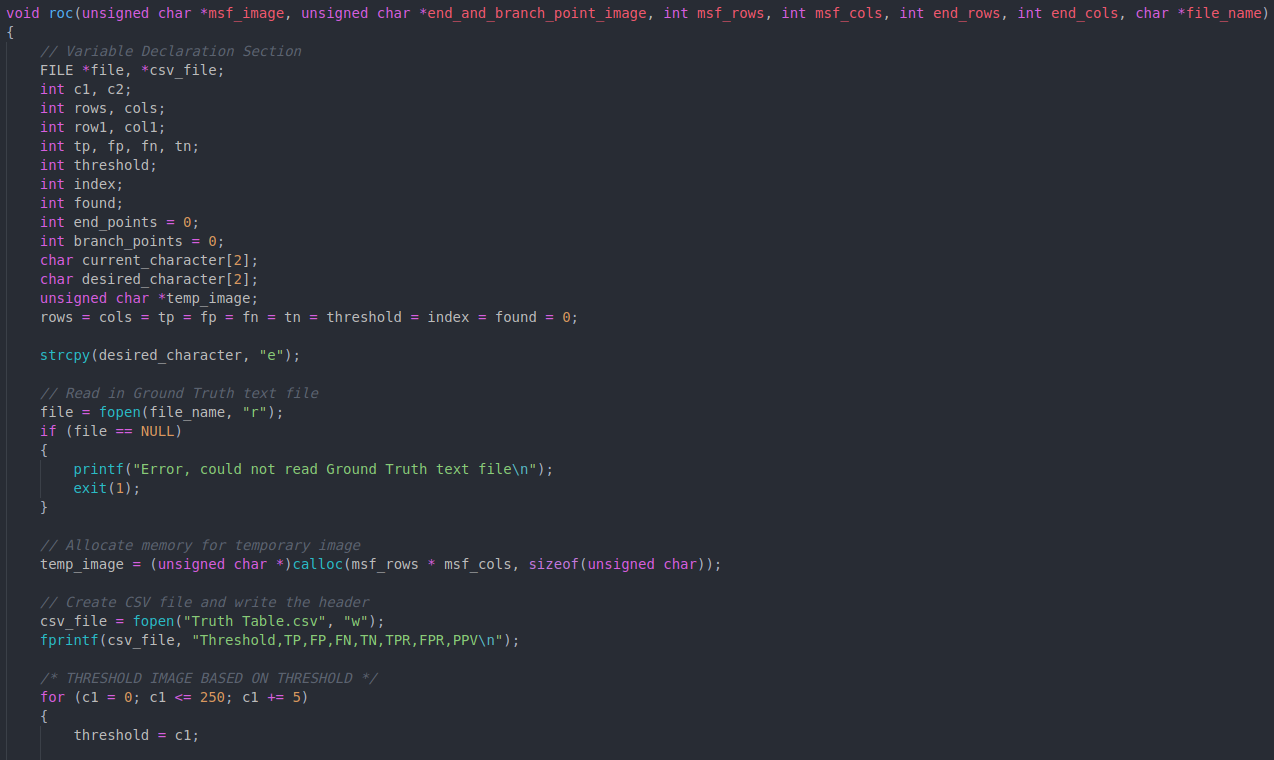 void roc(unsigned char *msf_image, unsigned char *end_and_branch_point_image, int msf_rows, int msf_cols, int end_rows, int end_cols, char *file_name)
{
    // Variable Declaration Section
    FILE *file, *csv_file;
    int c1, c2;
    int rows, cols;
    int row1, col1;
    int tp, fp, fn, tn;
    int threshold;
    int index;
    int found;
    int end_points = 0;
    int branch_points = 0;
    char current_character[2];
    char desired_character[2];
    unsigned char *temp_image;
    rows = cols = tp = fp = fn = tn = threshold = index = found = 0;

    strcpy(desired_character, "e");

    // Read in Ground Truth text file
    file = fopen(file_name, "r");
    if (file == NULL)
    {
        printf("Error, could not read Ground Truth text file\n");
        exit(1);
    }

    // Allocate memory for temporary image
    temp_image = (unsigned char *)calloc(msf_rows * msf_cols, sizeof(unsigned char));

    // Create CSV file and write the header
    csv_file = fopen("Truth Table.csv", "w");
    fprintf(csv_file, "Threshold,TP,FP,FN,TN,TPR,FPR,PPV\n");

    /* THRESHOLD IMAGE BASED ON THRESHOLD */
    for (c1 = 0; c1 <= 250; c1 += 5)
    {
        threshold = c1;